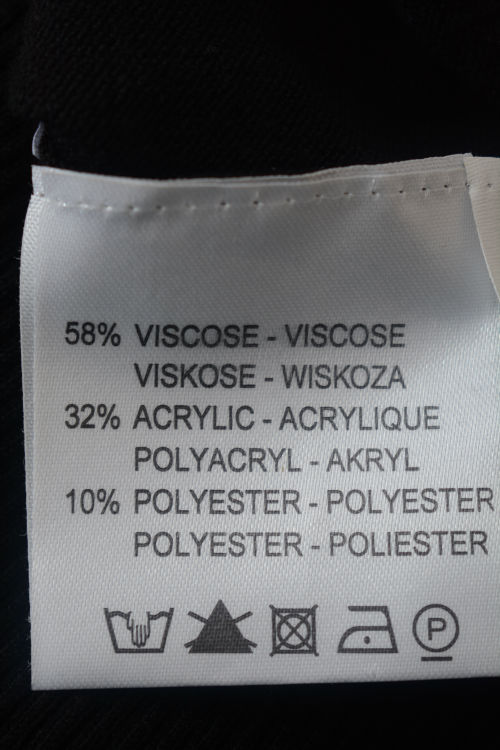 58% VISCOSE - VISCOSE
VISKOSE - WISKOZA
32% ACRYLIC - ACRYLIQUE
POLYACRYL - AKRYL
10% POLYESTER - POLYESTER
POLYESTER - POLIESTER
P